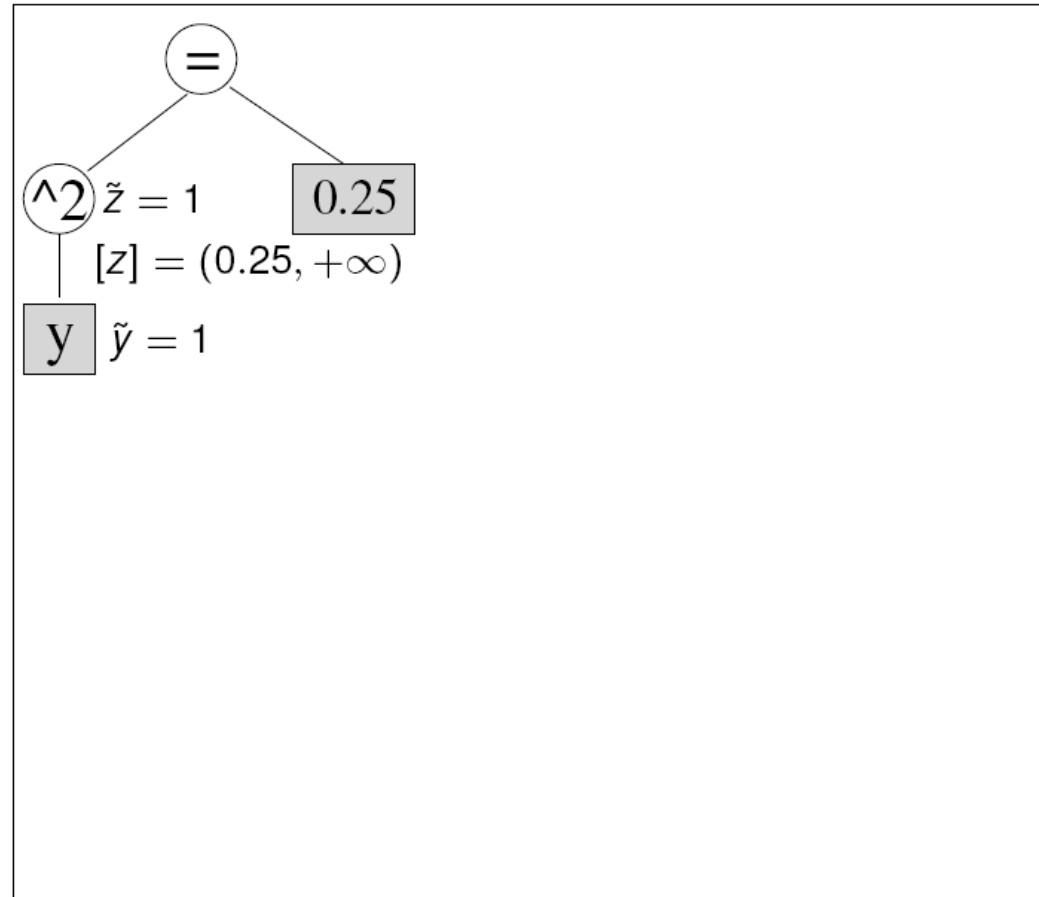 =
^2 z̃ = 1 0.25
[z] = (0.25, +∞)
y ỹ = 1